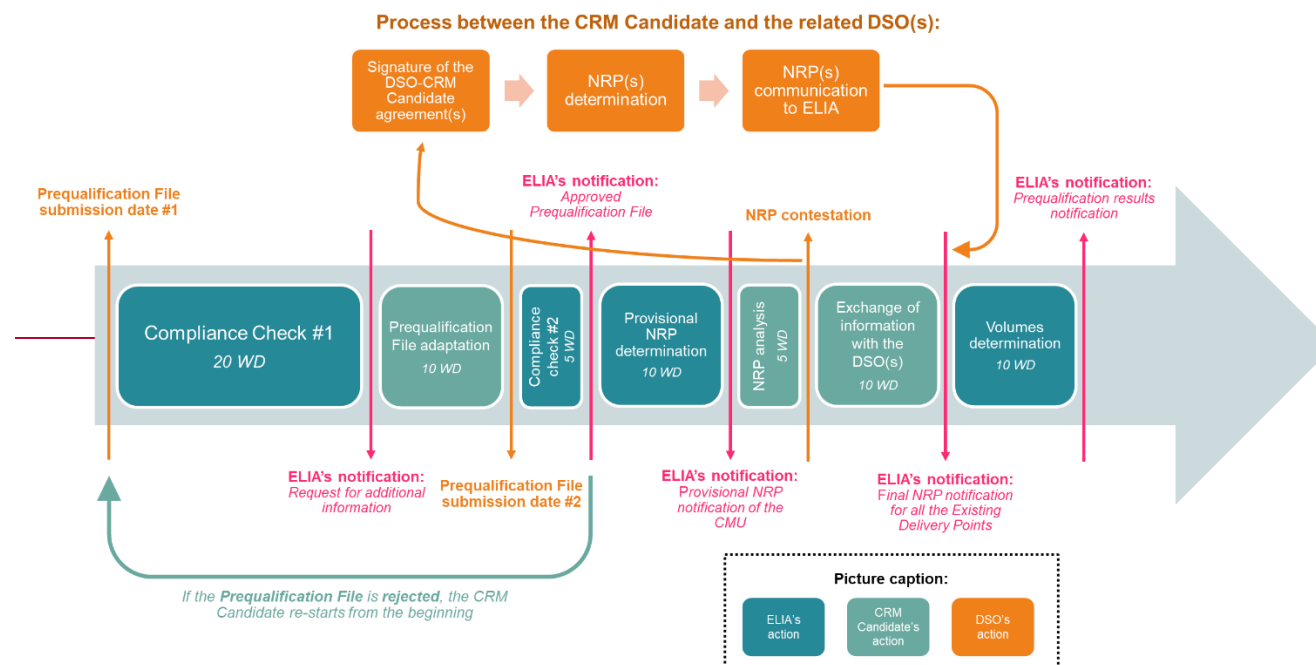 Process between the CRM Candidate and the related DSO(s):
Signature of the
DSO-CRM
Candidate
agreement(s)
NRP(s)
determination
NRP(s)
communication
to ELIA
Prequalification File
submission date #1
ELIA's notification:
Approved
Prequalification File
NRP contestation
ELIA's notification:
Prequalification results
notification
Compliance Check #1
20 WD
Prequalification
File adaptation
10 WD
Compliance
check #2
5 WD
Provisional
NRP
determination
10 WD
NRP analysis
5 WD
Exchange of
information
with the
DSO(s)
10 WD
Volumes
determination
10 WD
ELIA's notification:
Request for additional
information
Prequalification File
submission date #2
ELIA's notification:
Provisional NRP
notification of the
CMU
ELIA's notification:
Final NRP notification
for all the Existing
Delivery Points
If the Prequalification File is rejected, the CRM
Candidate re-starts from the beginning
Picture caption:
ELIA's
action
CRM
Candidate's
action
DSO's
action